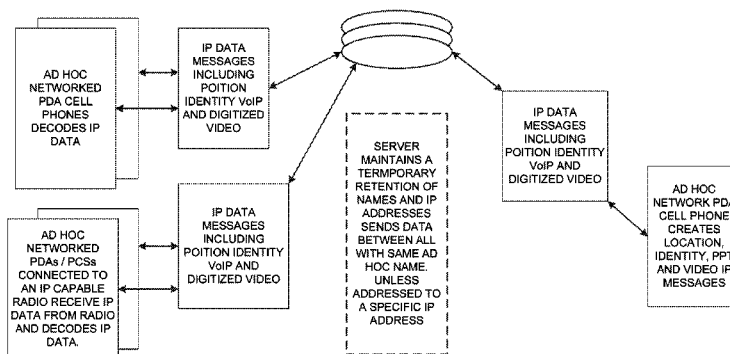 AD HOC
NETWORKED
PDA CELL
PHONES
DECODES IP
DATA
IP DATA
MESSAGES
INCLUDING
POITION
IDENTITY VoIP
AND DIGITIZED
VIDEO
AD HOC
NETWORKED
PDAs / PCSs
CONNECTED TO
AN IP CAPABLE
RADIO RECEIVE IP
DATA FROM RADIO
AND DECODES IP
DATA.
IP DATA
MESSAGES
INCLUDING
POITION IDENTITY
VoIP AND
DIGITIZED VIDEO
SERVER
MAINTAINS A
TERMPORARY
RETENTION OF
NAMES AND IP
ADDRESSES
SENDS DATA
BETWEEN ALL
WITH SAME AD
HOC NAME.
UNLESS
ADDRESSED TO
A SPECIFIC IP
ADDRESS
IP DATA
MESSAGES
INCLUDING
POITION IDENTITY
VoIP AND
DIGITIZED VIDEO
AD HOC
NETWORK PDA
CELL PHONE
CREATES
LOCATION,
IDENTITY, PPT
AND VIDEO IP
MESSAGES